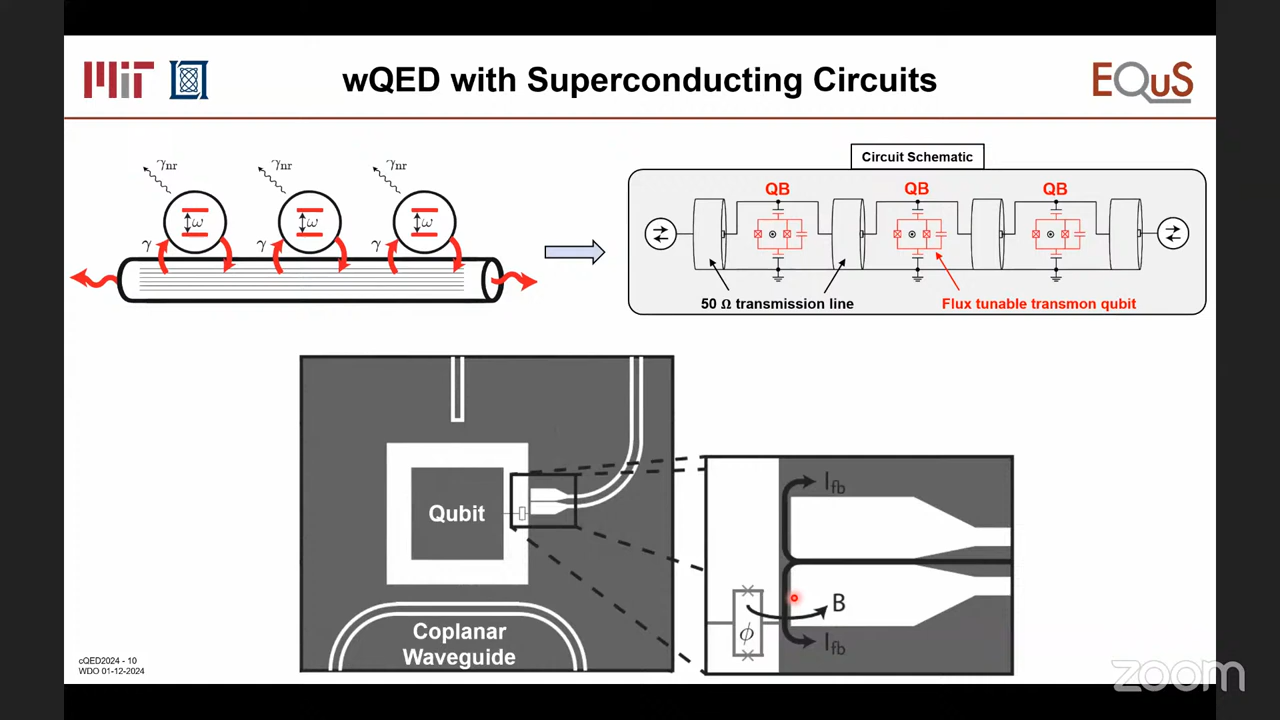 MIT
wQED with Superconducting Circuits
EQuS
γnr
γnr
γnr
ω
ω
ω
γ
γ
γ
Circuit Schematic
QB
QB
QB
50 Ω transmission line
Flux tunable transmon qubit
Qubit
Coplanar
Waveguide
Ifb
B
ϕ
Ifb
cQED2024 - 10
WDO 01-12-2024
zoom